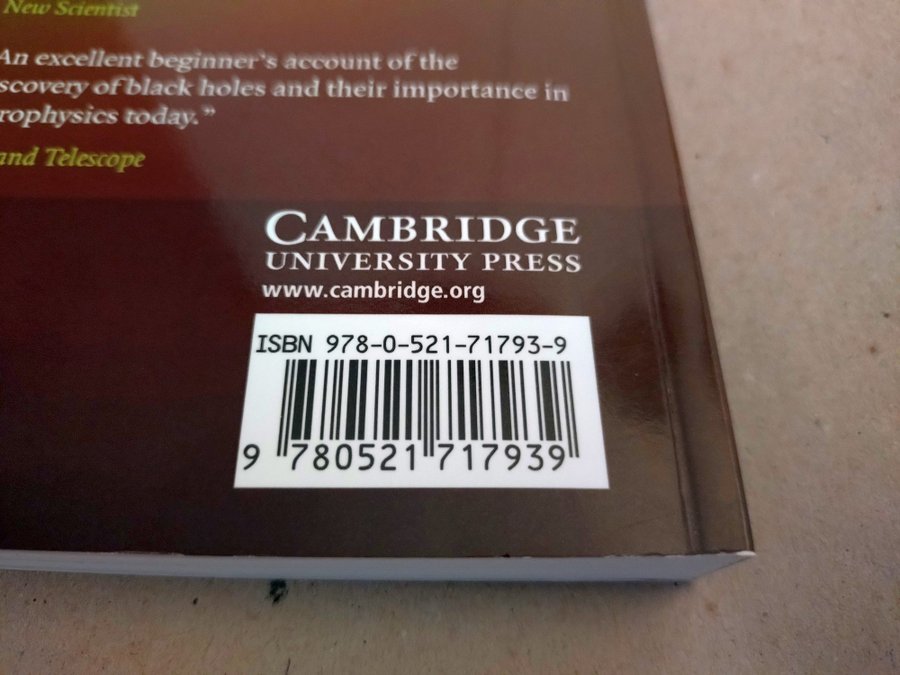 New Scientist
An excellent beginner's account of the
scovery of black holes and their importance in
rophysics today."
and Telescope
CAMBRIDGE
UNIVERSITY PRESS
www.cambridge.org
ISBN 978-0-521-71793-9
9 780521 717939